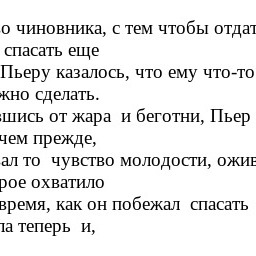 о чиновника, с тем чтобы отдат
спасать еще
Пьеру казалось, что ему что-то
жно сделать.
вшись от жара  и беготни, Пьер
чем прежде,
ал то  чувство молодости, ожив
рое охватило
время, как он побежал  спасать
ла теперь  и,